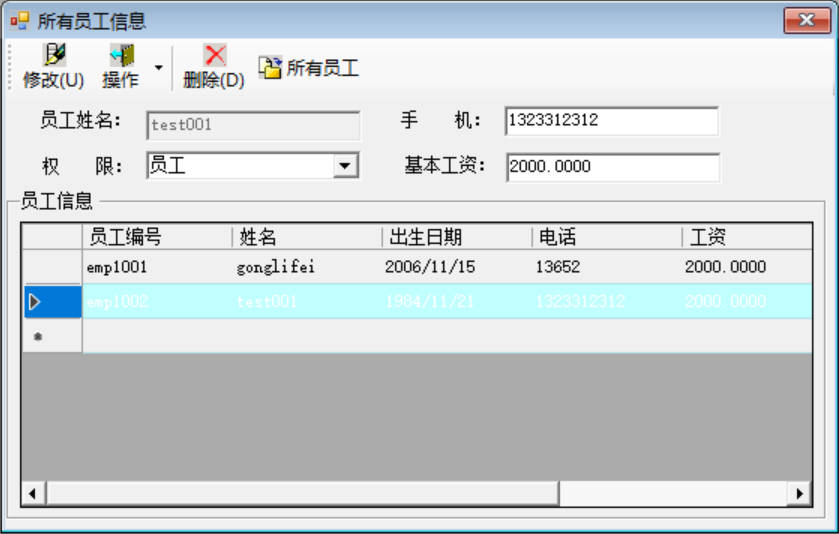 所有员工信息
修改(U) 操作 删除(D) 所有员工
员工姓名: test001 手 机: 1323312312
权 限: 员工 基本工资: 2000.0000
员工信息
员工编号 姓名 出生日期 电话 工资
emp1001 gonglifei 2006/11/15 13652 2000.0000
emp1002 test001 1984/11/21 1323312312 2000.0000